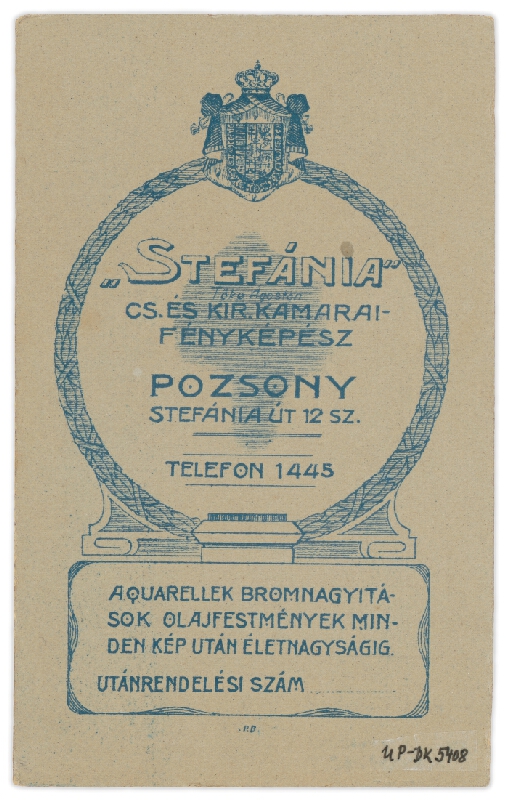 „STEFÁNIA”
CS. ÉS KIR. KAMARAI-
FÉNYKÉPÉSZ
POZSONY
STEFÁNIA ÚT 12 SZ.
TELEFON 1445
AQUARELLEK BROMNAGYITÁ-
SOK OLAJFESTMÉNYEK MIN-
DEN KÉP UTÁN ÉLETNAGYSÁGIG.
UTÁNRENDELÉSI SZÁM
UP-DK 5408